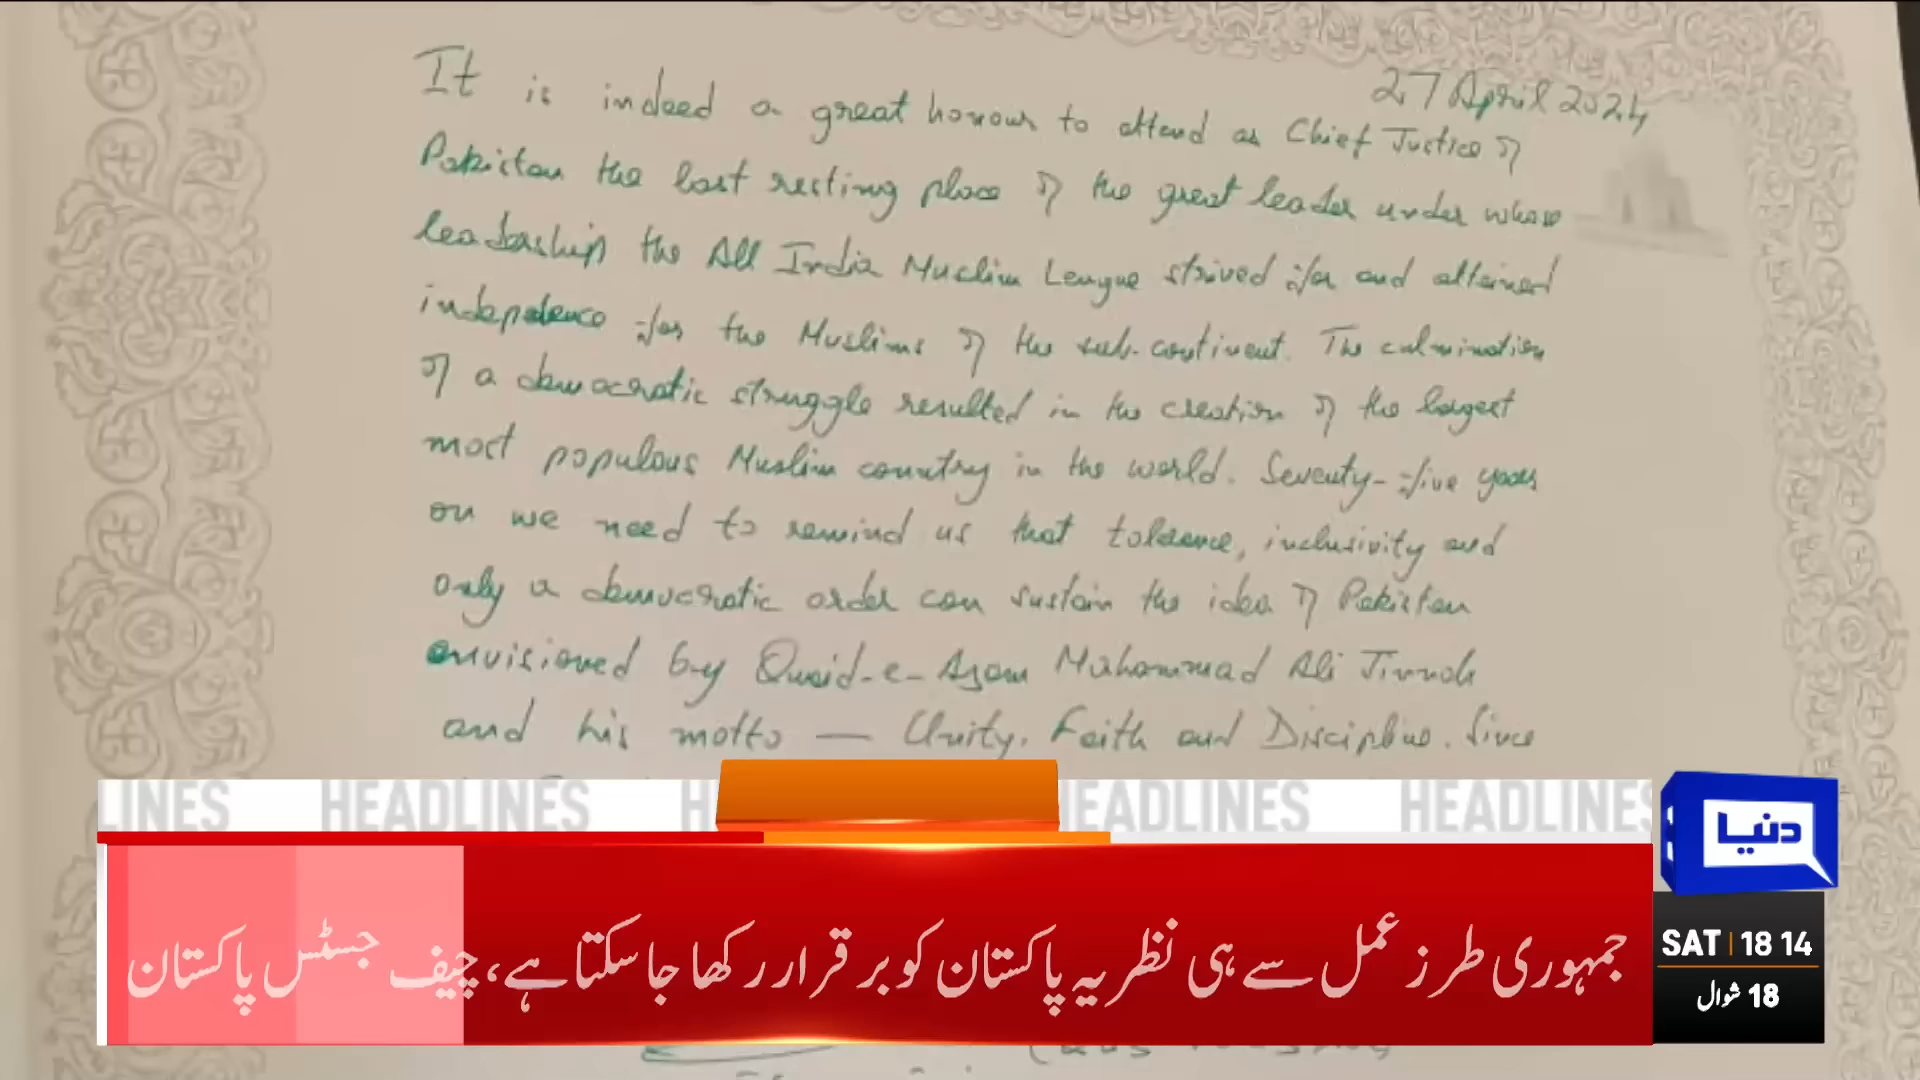 27 April 2024
It is indeed a great honour to attend as Chief Justice of
Pakistan the last resting place of the great leader under whose
leadership the All India Muslim League strived for and attained
independence for the Muslims of the sub-continent. The culmination
of a democratic struggle resulted in the creation of the largest
most populous Muslim country in the world. Seventy-five years
on we need to remind us that tolerance, inclusivity and
only a democratic order can sustain the idea of Pakistan
envisioned by Quaid-e-Azam Muhammad Ali Jinnah
and his motto — Unity, Faith and Discipline. Since
LINES HEADLINES H EADLINES HEADLINES
دنیا
جمہوری طرز عمل سے ہی نظریہ پاکستان کو برقرار رکھا جاسکتا ہے، چیف جسٹس پاکستان
SAT 18 14
18 شوال